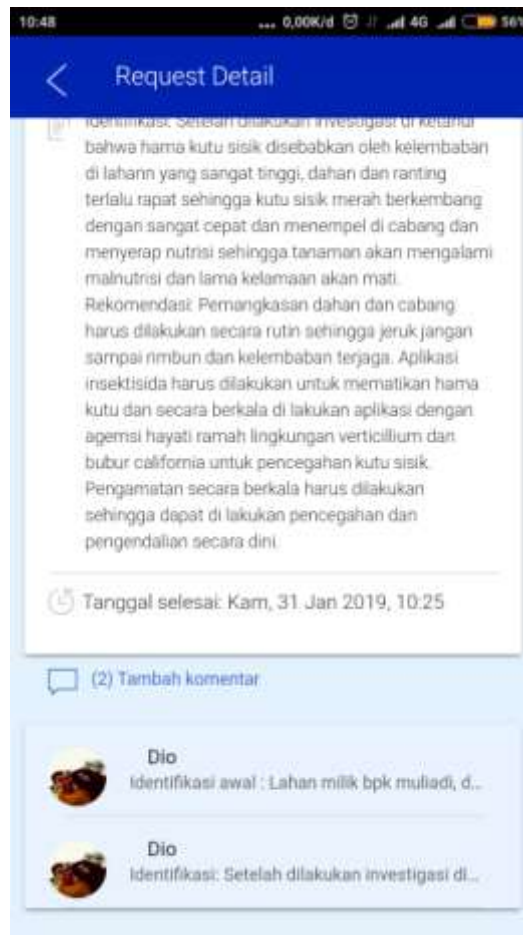 10:48
... 0,00K/d 4G 56%
Request Detail
Identifikasi: Setelah dilakukan investigasi di ketahui
bahwa hama kutu sisik disebabkan oleh kelembaban
di lahann yang sangat tinggi, dahan dan ranting
terlalu rapat sehingga kutu sisik merah berkembang
dengan sangat cepat dan menempel di cabang dan
menyerap nutrisi sehingga tanaman akan mengalami
malnutrisi dan lama kelamaan akan mati.
Rekomendasi: Pemangkasan dahan dan cabang
harus dilakukan secara rutin sehingga jeruk jangan
sampai rimbun dan kelembaban terjaga. Aplikasi
insektisida harus dilakukan untuk mematikan hama
kutu dan secara berkala di lakukan aplikasi dengan
agemsi hayati ramah lingkungan verticillium dan
bubur california untuk pencegahan kutu sisik.
Pengamatan secara berkala harus dilakukan
sehingga dapat di lakukan pencegahan dan
pengendalian secara dini.
Tanggal selesai: Kam, 31 Jan 2019, 10:25
(2) Tambah komentar
Dio
Identifikasi awal : Lahan milik bpk muliadi, d...
Dio
Identifikasi: Setelah dilakukan investigasi di...